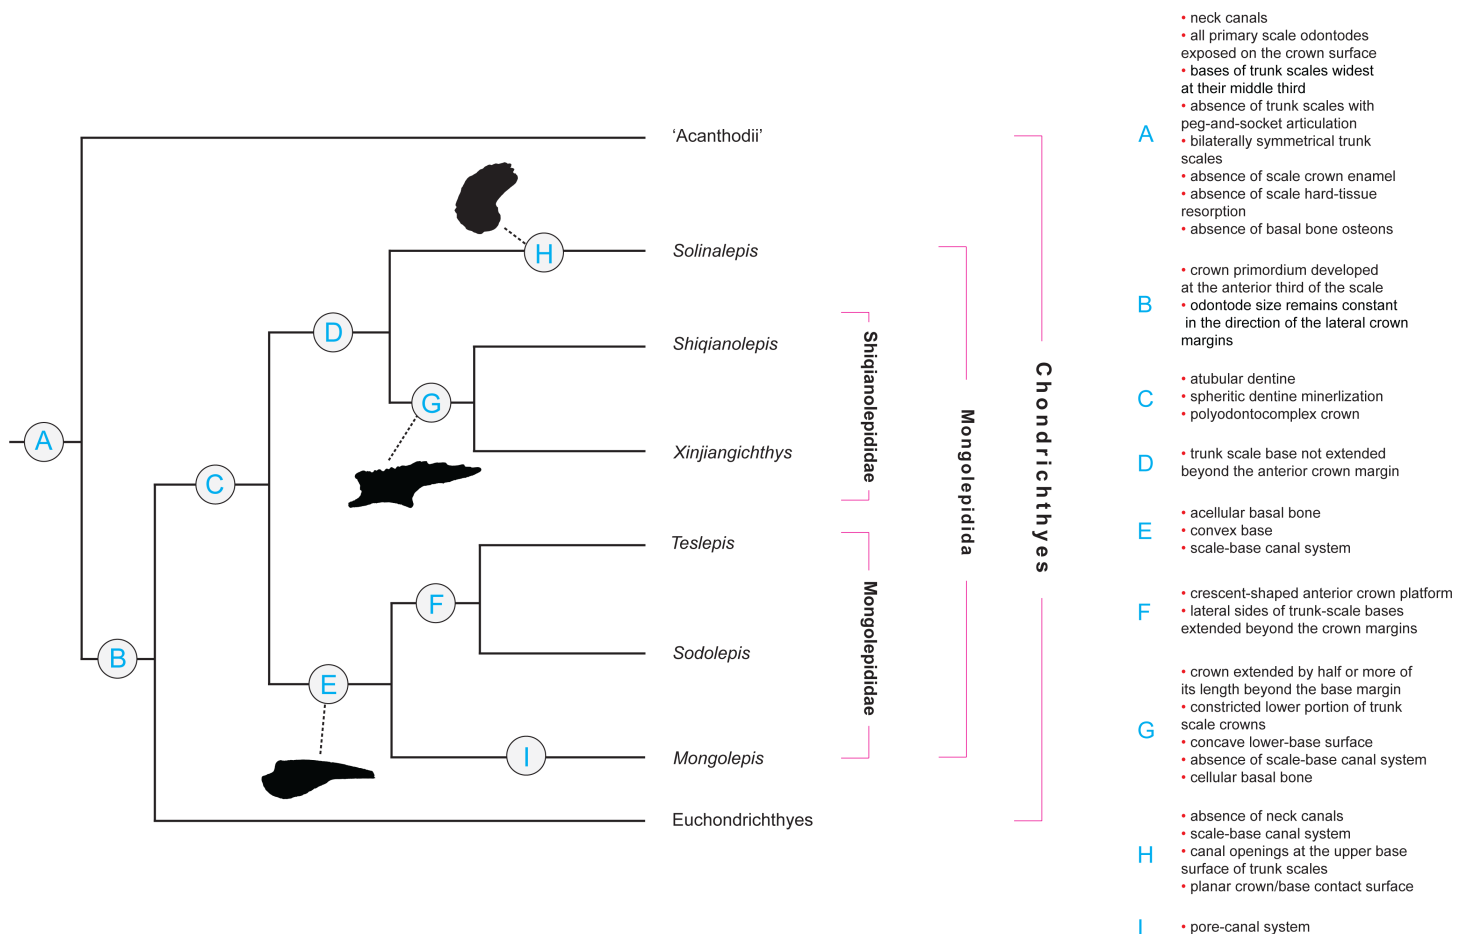 ‘Acanthodii’
Solinalepis
Shiqianolepis
Xinjiangichthys
Teslepis
Sodolepis
Mongolepis
Euchondrichthyes
A
B
C
D
E
F
G
H
I
Shiqianolepididae
Mongolepididae
Mongolepidida
Chondrichthyes
A
• neck canals
• all primary scale odontodes
exposed on the crown surface
• bases of trunk scales widest
at their middle third
• absence of trunk scales with
peg-and-socket articulation
• bilaterally symmetrical trunk
scales
• absence of scale crown enamel
• absence of scale hard-tissue
resorption
• absence of basal bone osteons
B
• crown primordium developed
at the anterior third of the scale
• odontode size remains constant
in the direction of the lateral crown
margins
C
• atubular dentine
• spheritic dentine minerlization
• polyodontocomplex crown
D
• trunk scale base not extended
beyond the anterior crown margin
E
• acellular basal bone
• convex base
• scale-base canal system
F
• crescent-shaped anterior crown platform
• lateral sides of trunk-scale bases
extended beyond the crown margins
G
• crown extended by half or more of
its length beyond the base margin
• constricted lower portion of trunk
scale crowns
• concave lower-base surface
• absence of scale-base canal system
• cellular basal bone
H
• absence of neck canals
• scale-base canal system
• canal openings at the upper base
surface of trunk scales
• planar crown/base contact surface
I
• pore-canal system